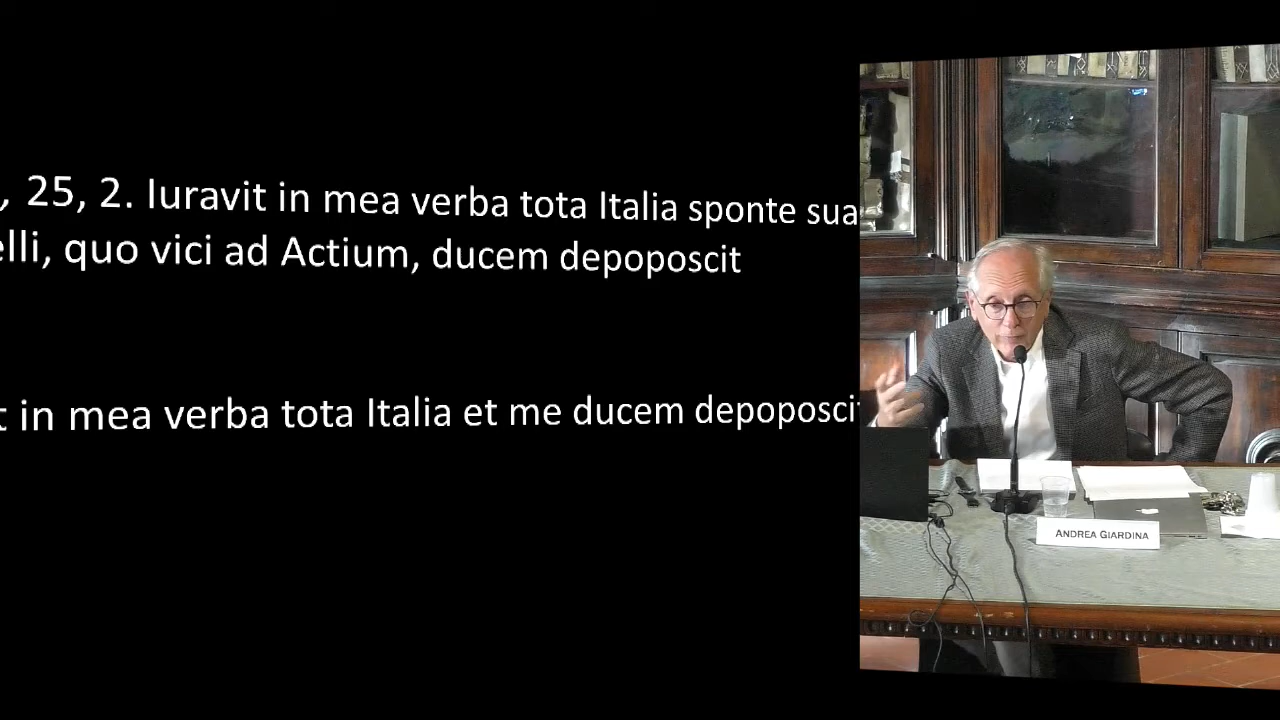 , 25, 2. Iuravit in mea verba tota Italia sponte sua
elli, quo vici ad Actium, ducem depoposcit
t in mea verba tota Italia et me ducem depoposcit
ANDREA GIARDINA